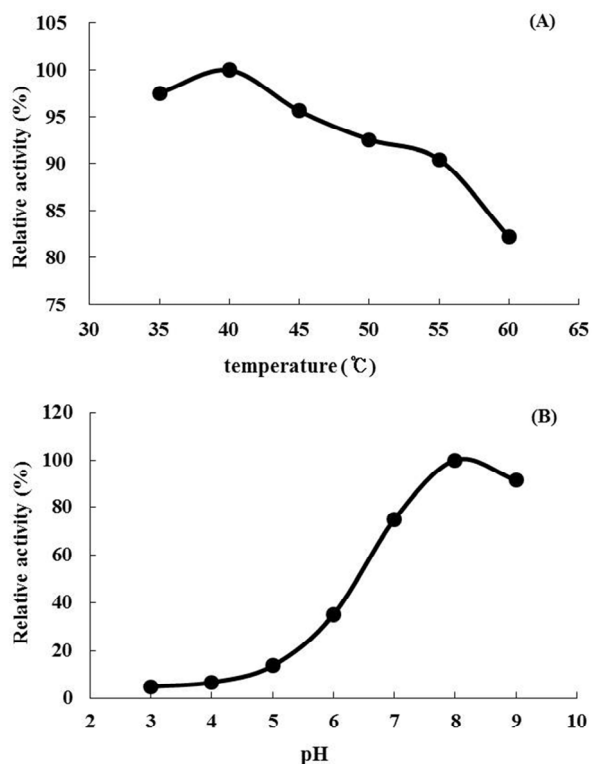 (A)
Relative activity (%)
105
100
95
90
85
80
75
30 35 40 45 50 55 60 65
temperature (℃)
(B)
Relative activity (%)
120
100
80
60
40
20
0
2 3 4 5 6 7 8 9 10
pH